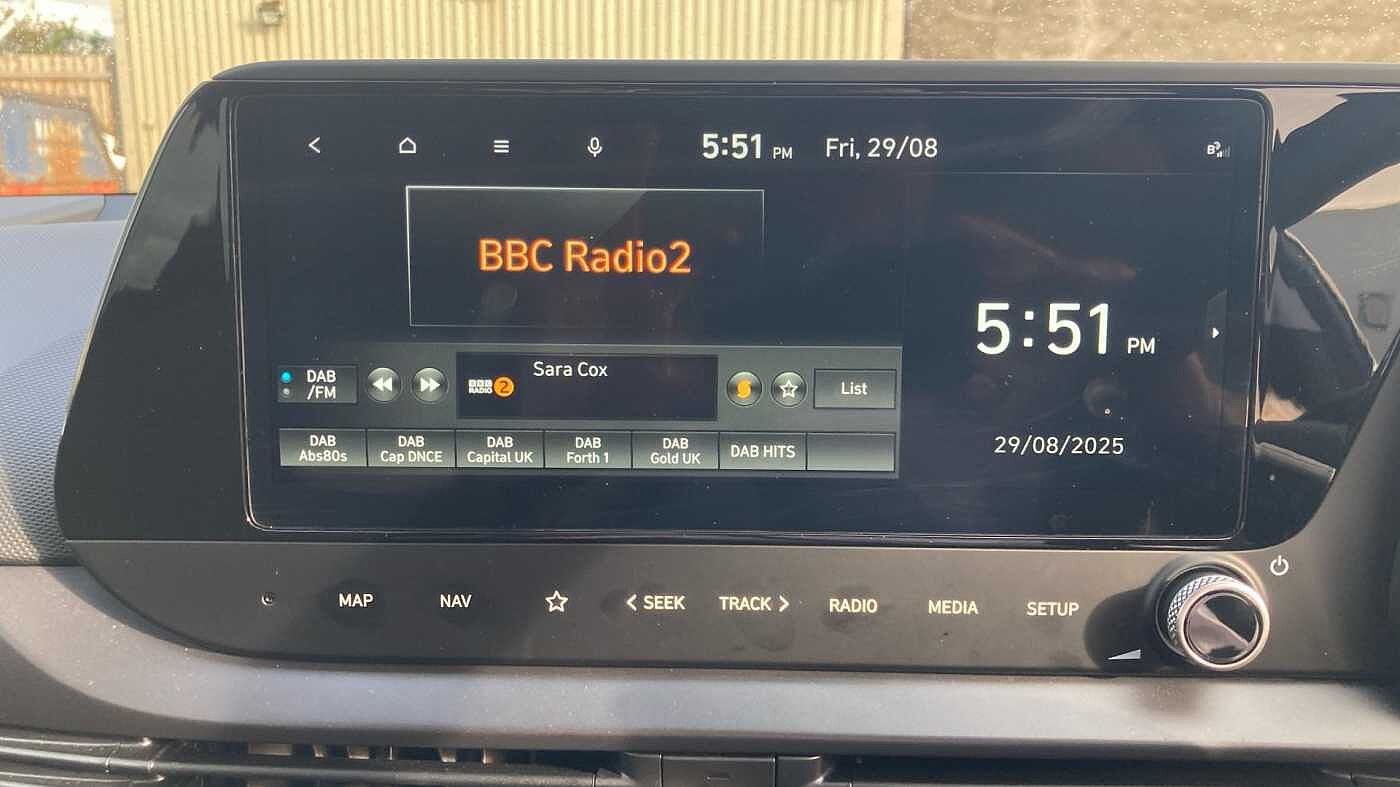 5:51 PM Fri, 29/08
BBC Radio2
5:51 PM
29/08/2025
DAB
/FM
Sara Cox
BBC
RADIO 2
List
DAB
Abs80s
DAB
Cap DNCE
DAB
Capital UK
DAB
Forth 1
DAB
Gold UK
DAB HITS
MAP
NAV
< SEEK
TRACK >
RADIO
MEDIA
SETUP